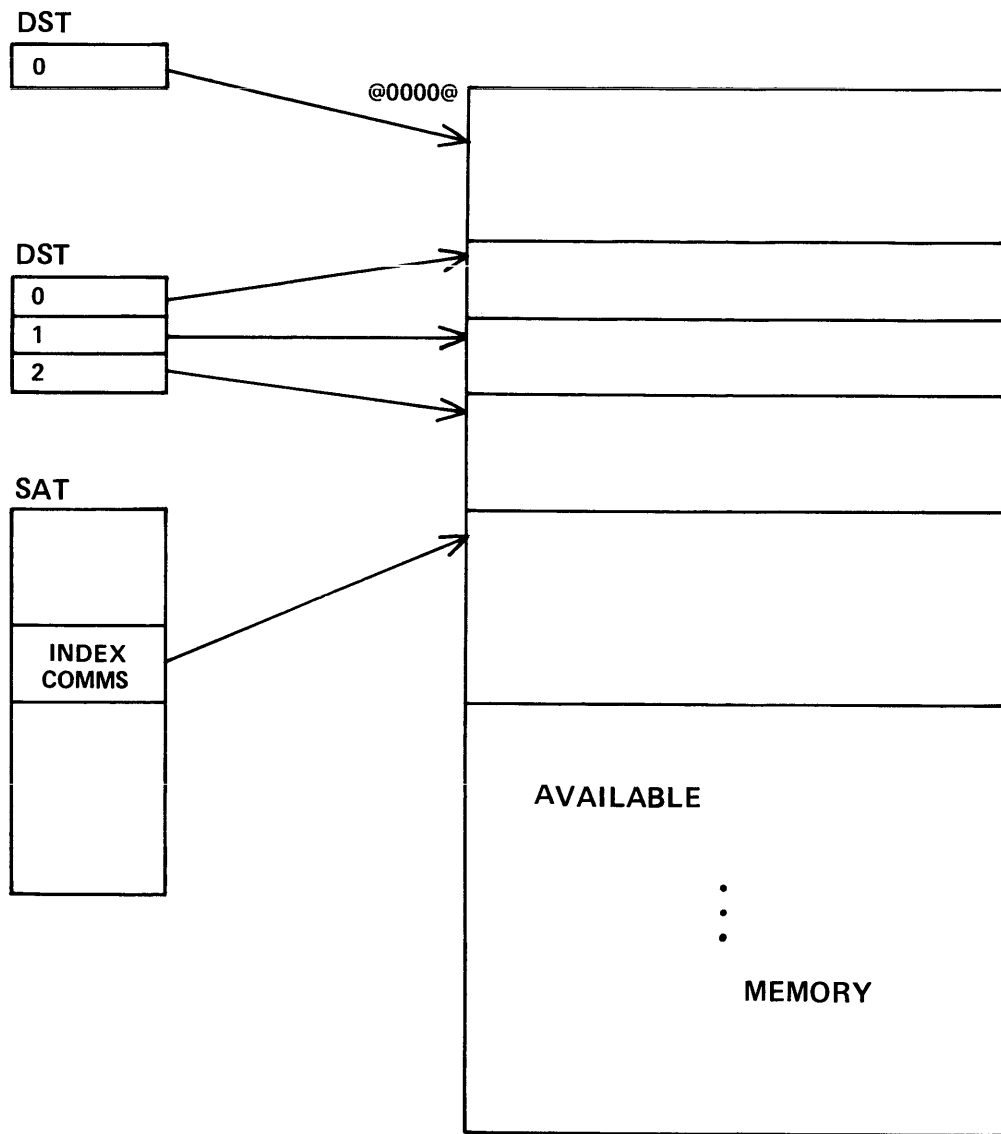 DST
0
@0000@
DST
0
1
2
SAT
INDEX
COMMS
AVAILABLE
MEMORY